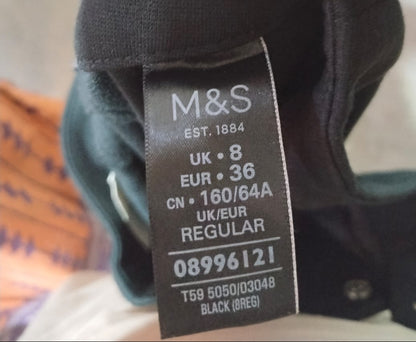 M&S
EST. 1884
UK • 8
EUR • 36
CN • 160/64A
UK/EUR
REGULAR
08996121
T59 5050/03048
BLACK (8REG)